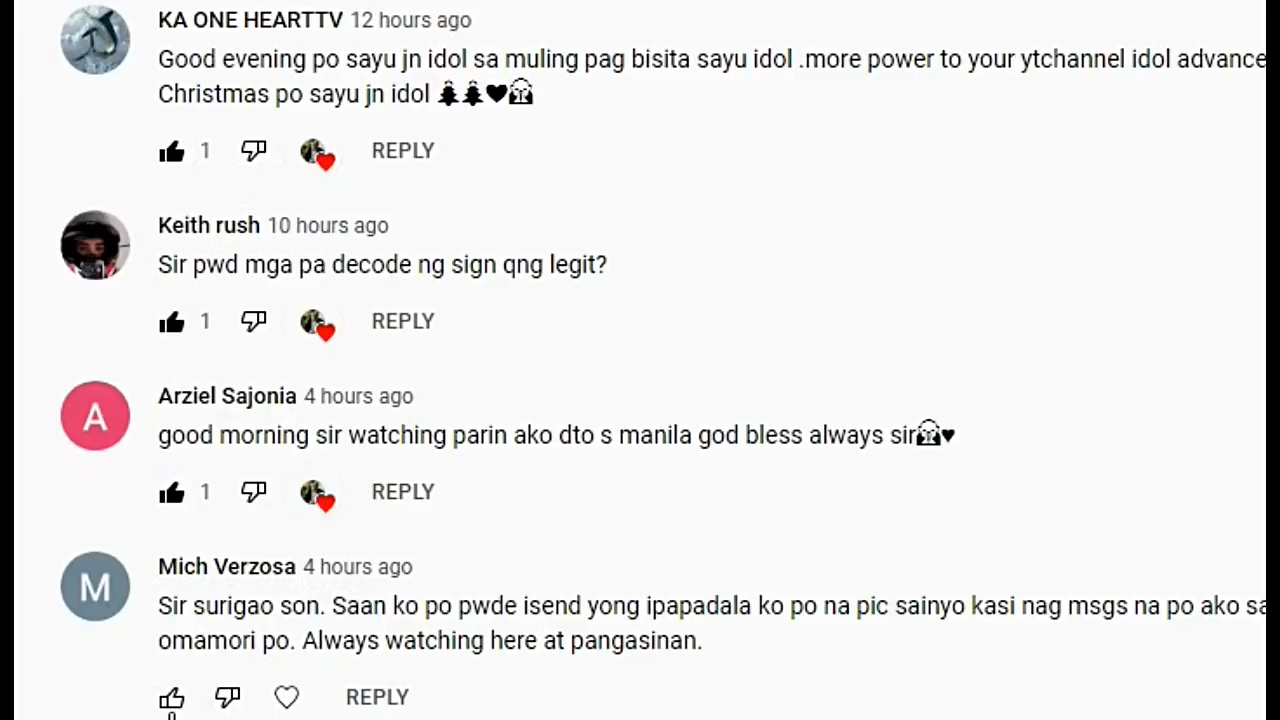 KA ONE HEARTTV 12 hours ago
Good evening po sayu jn idol sa muling pag bisita sayu idol .more power to your ytchannel idol advance
Christmas po sayu jn idol 🎄🎄♥
1 REPLY
Keith rush 10 hours ago
Sir pwd mga pa decode ng sign qng legit?
1 REPLY
A
Arziel Sajonia 4 hours ago
good morning sir watching parin ako dto s manila god bless always sir♥
1 REPLY
M
Mich Verzosa 4 hours ago
Sir surigao son. Saan ko po pwde isend yong ipapadala ko po na pic sainyo kasi nag msgs na po ako sa
omamori po. Always watching here at pangasinan.
REPLY